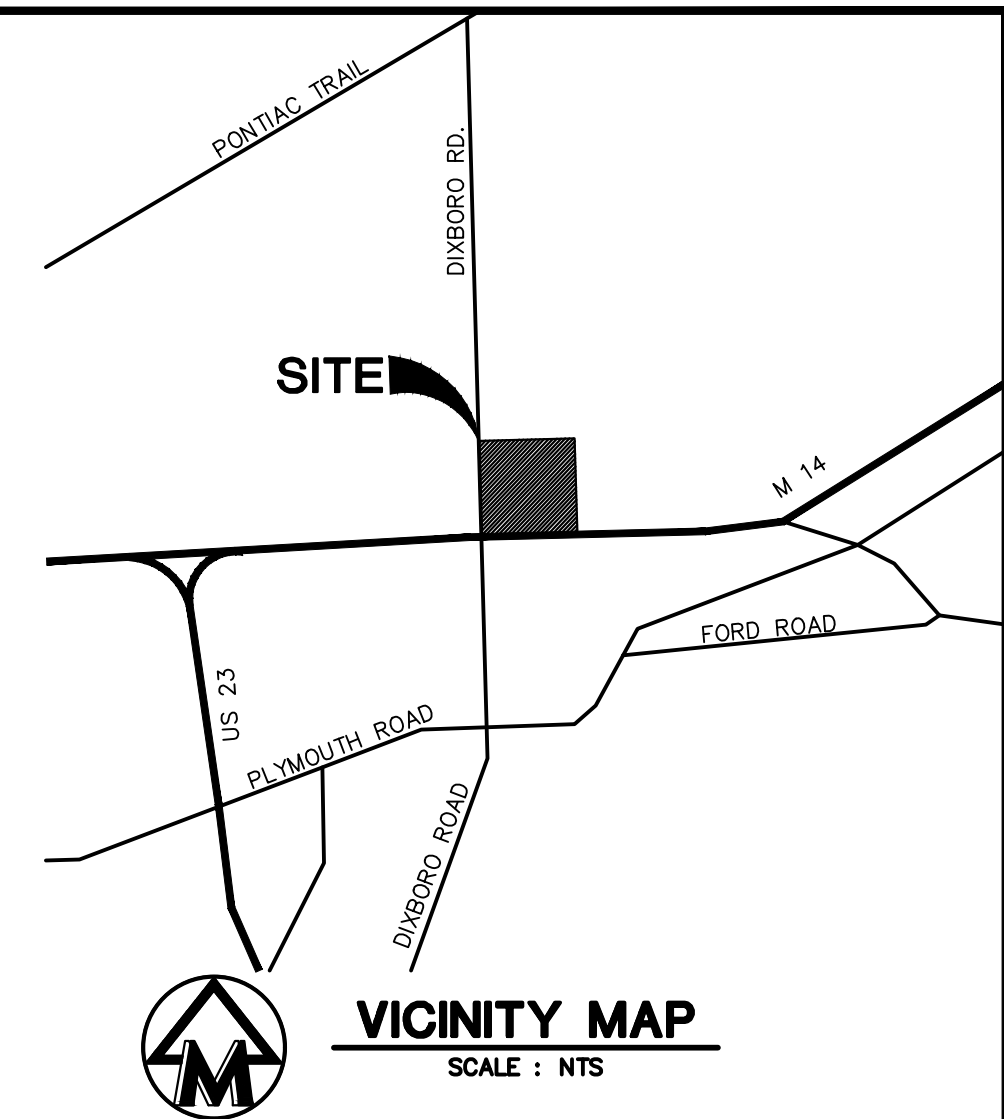 PONTIAC TRAIL
DIXBORO RD.
SITE
M 14
FORD ROAD
US 23
PLYMOUTH ROAD
DIXBORO ROAD
M
VICINITY MAP
SCALE : NTS